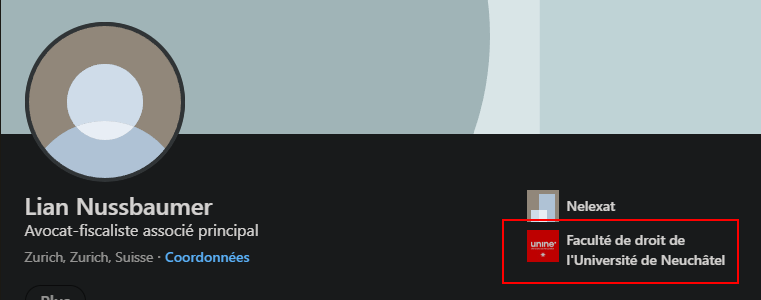 Lian Nussbaumer
Avocat-fiscaliste associé principal
Zurich, Zurich, Suisse · Coordonnées
Nelexat
unine
Faculté de droit de
l'Université de Neuchâtel
Plus